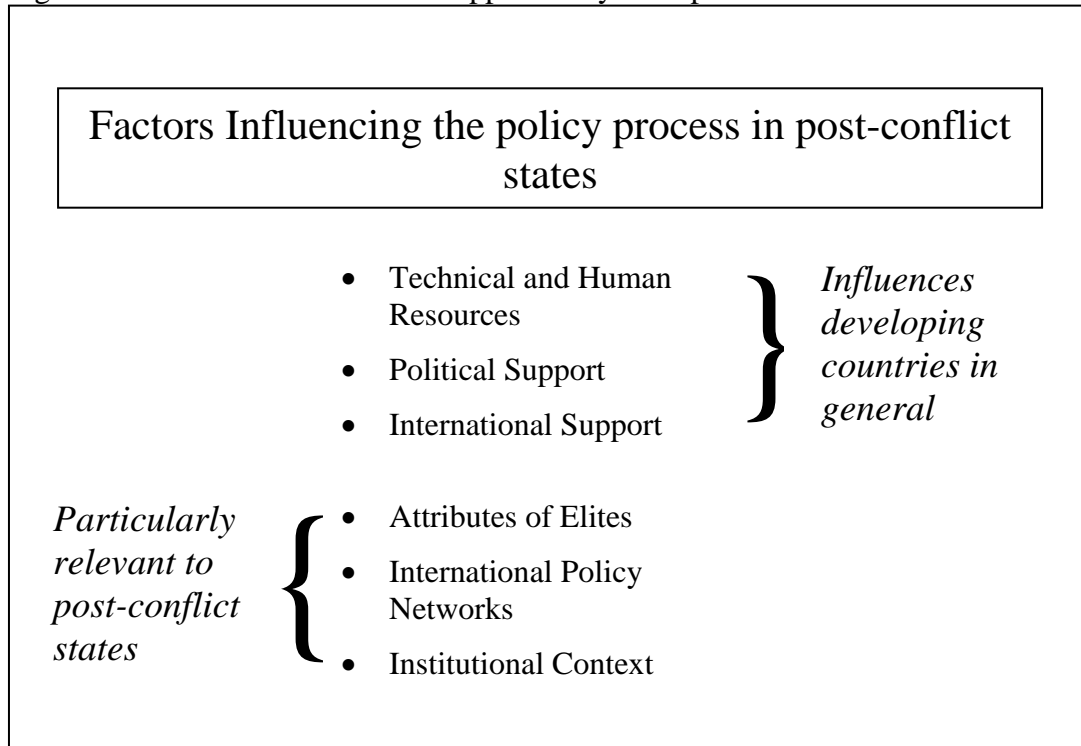 Factors Influencing the policy process in post-conflict
states
• Technical and Human
Resources
• Political Support
• International Support
Influences
developing
countries in
general
Particularly
relevant to
post-conflict
states
• Attributes of Elites
• International Policy
Networks
• Institutional Context